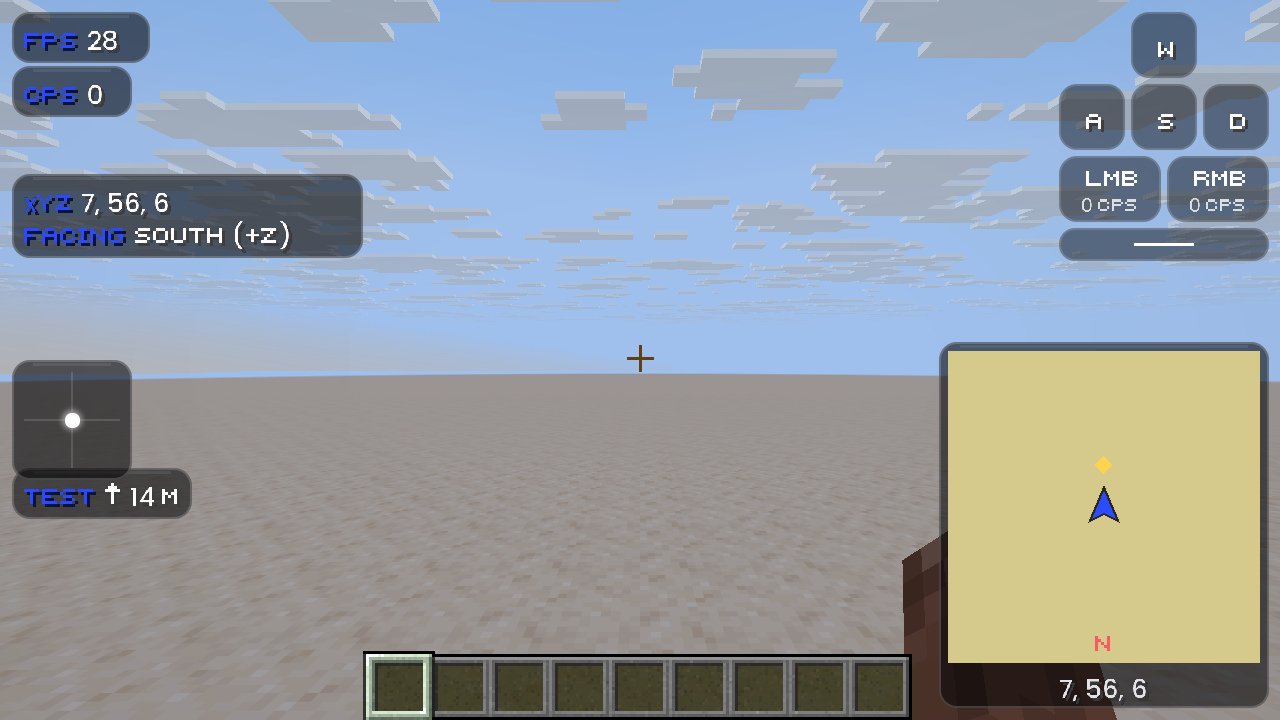 FPS 28
CPS 0
XYZ 7, 56, 6
FACING SOUTH (+Z)
TEST ↑ 14 M
W
A S D
LMB RMB
0 CPS 0 CPS
N
7, 56, 6